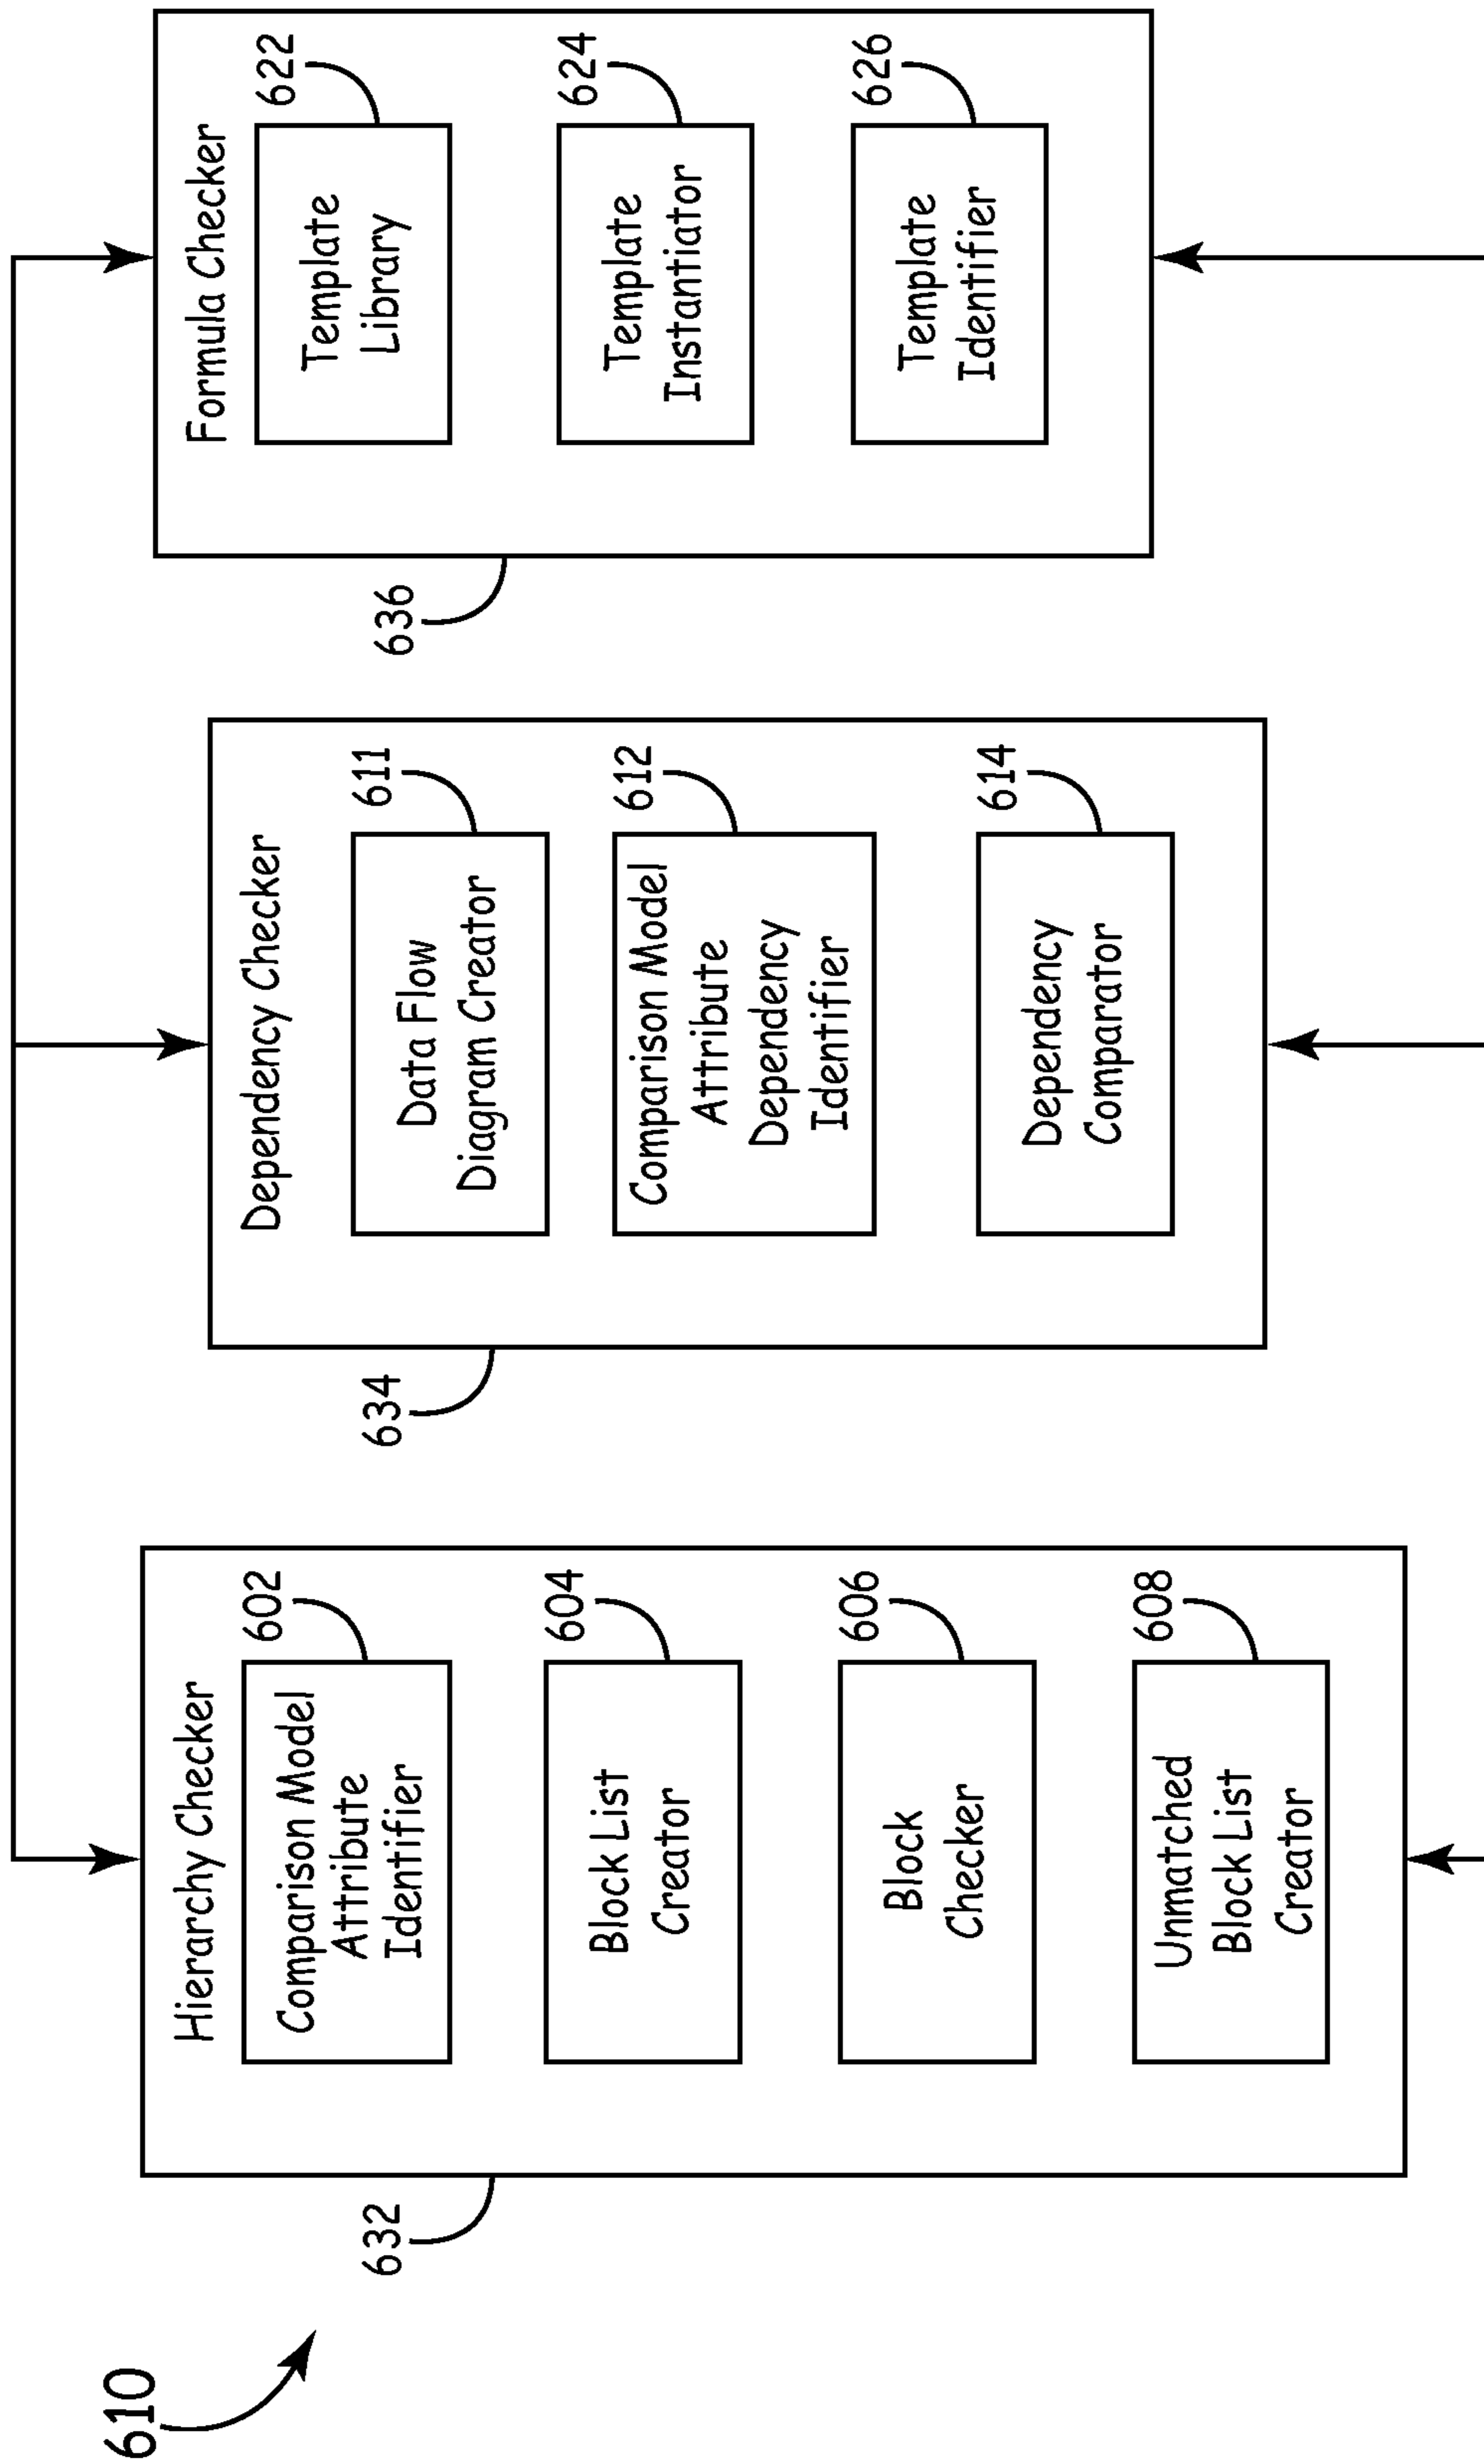 610
632
Hierarchy Checker
602
Comparison Model
Attribute
Identifier
604
Block List
Creator
606
Block
Checker
608
Unmatched
Block List
Creator
634
Dependency Checker
611
Data Flow
Diagram Creator
612
Comparison Model
Attribute
Dependency
Identifier
614
Dependency
Comparator
636
Formula Checker
622
Template
Library
624
Template
Instantiator
626
Template
Identifier